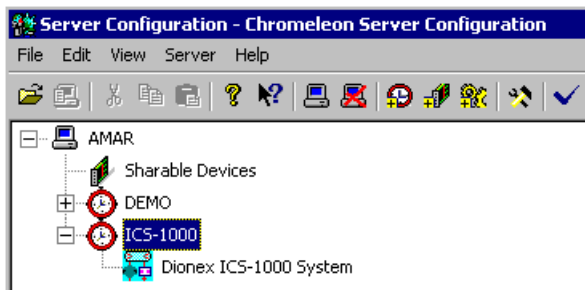 Server Configuration - Chromeleon Server Configuration
File Edit View Server Help
AMAR
Sharable Devices
DEMO
ICS-1000
Dionex ICS-1000 System